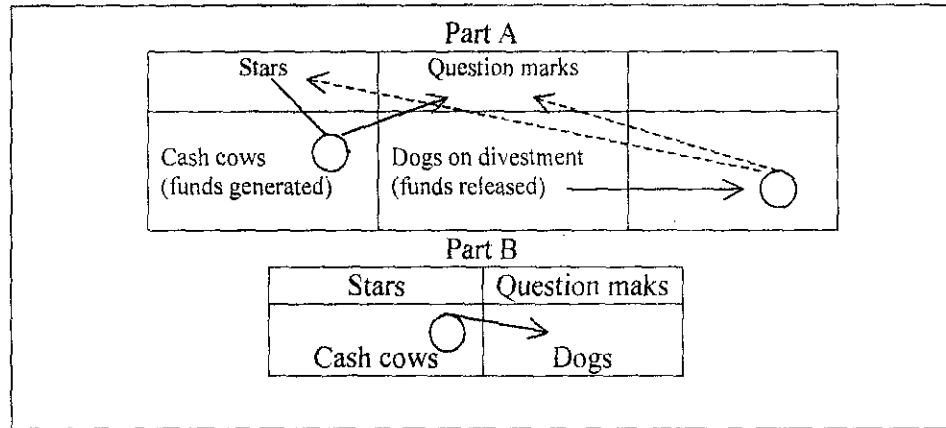 Part A
Stars
Question marks
Cash cows
(funds generated)
Dogs on divestment
(funds released)
Part B
Stars
Question maks
Cash cows
Dogs